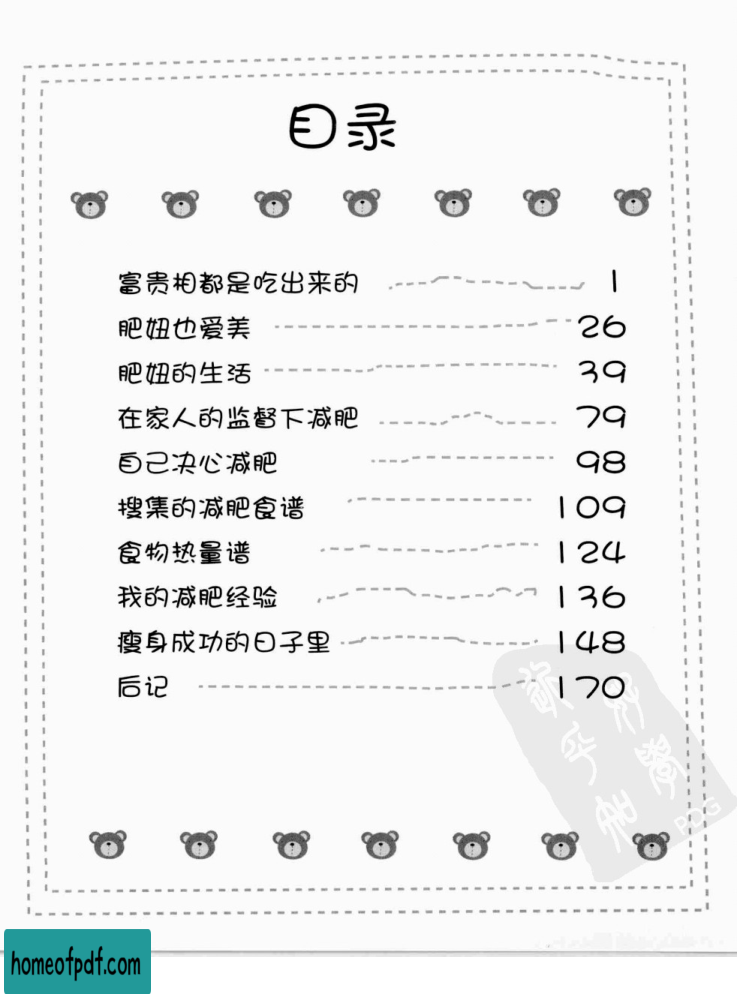 目录
富贵相都是吃出来的 1
肥妞也爱美 26
肥妞的生活 39
在家人的监督下减肥 79
自己决心减肥 98
搜集的减肥食谱 109
食物热量谱 124
我的减肥经验 136
瘦身成功的日子里 148
后记 170
PDG
homeofpdf.com